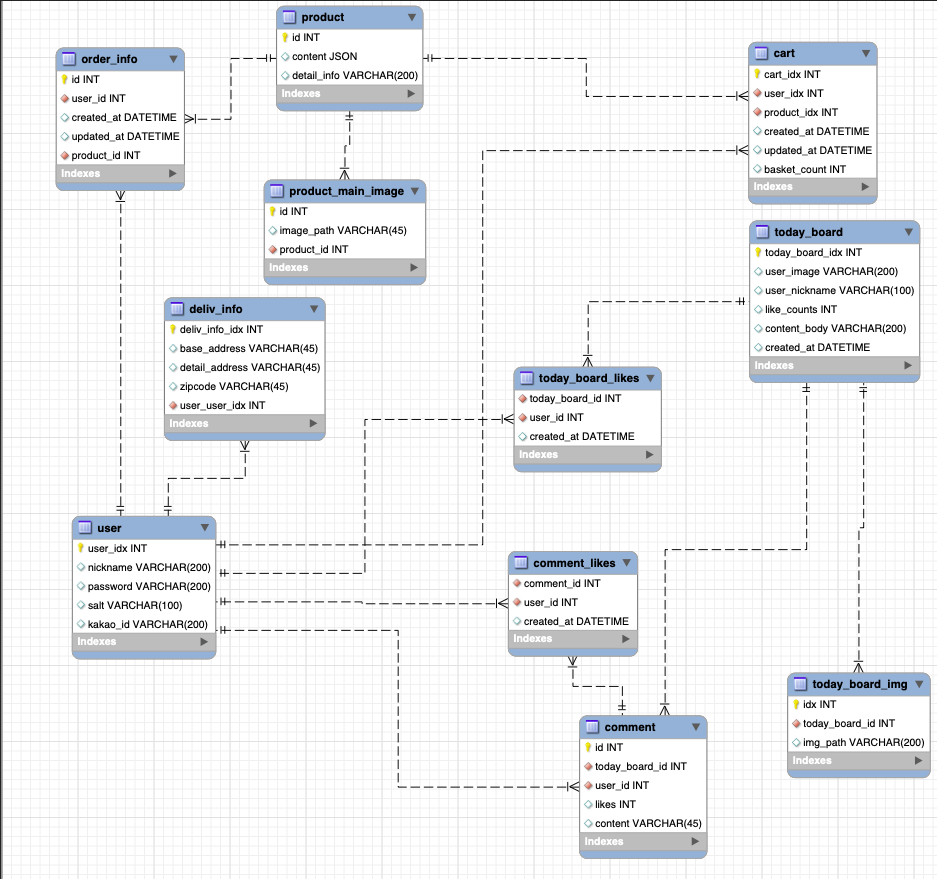 product
id INT
content JSON
detail_info VARCHAR(200)
Indexes
order_info
id INT
user_id INT
created_at DATETIME
updated_at DATETIME
product_id INT
Indexes
cart
cart_idx INT
user_idx INT
product_idx INT
created_at DATETIME
updated_at DATETIME
basket_count INT
Indexes
product_main_image
id INT
image_path VARCHAR(45)
product_id INT
Indexes
today_board
today_board_idx INT
user_image VARCHAR(200)
user_nickname VARCHAR(100)
like_counts INT
content_body VARCHAR(200)
created_at DATETIME
Indexes
deliv_info
deliv_info_idx INT
base_address VARCHAR(45)
detail_address VARCHAR(45)
zipcode VARCHAR(45)
user_user_idx INT
Indexes
today_board_likes
today_board_id INT
user_id INT
created_at DATETIME
Indexes
user
user_idx INT
nickname VARCHAR(200)
password VARCHAR(200)
salt VARCHAR(100)
kakao_id VARCHAR(200)
Indexes
comment_likes
comment_id INT
user_id INT
created_at DATETIME
Indexes
today_board_img
idx INT
today_board_id INT
img_path VARCHAR(200)
Indexes
comment
id INT
today_board_id INT
user_id INT
likes INT
content VARCHAR(45)
Indexes